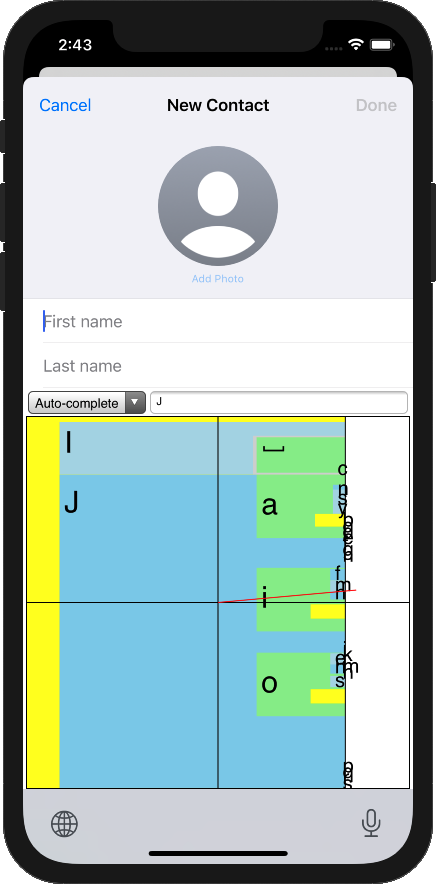 2:43
Cancel New Contact Done
Add Photo
First name
Last name
Auto-complete J
I
J
a
i
o
c
n
s
y
f
m
n